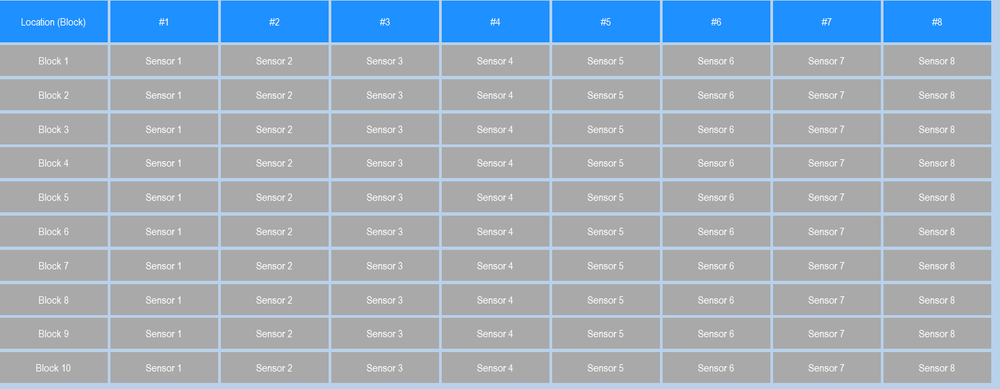 Location (Block) #1 #2 #3 #4 #5 #6 #7 #8
Block 1 Sensor 1 Sensor 2 Sensor 3 Sensor 4 Sensor 5 Sensor 6 Sensor 7 Sensor 8
Block 2 Sensor 1 Sensor 2 Sensor 3 Sensor 4 Sensor 5 Sensor 6 Sensor 7 Sensor 8
Block 3 Sensor 1 Sensor 2 Sensor 3 Sensor 4 Sensor 5 Sensor 6 Sensor 7 Sensor 8
Block 4 Sensor 1 Sensor 2 Sensor 3 Sensor 4 Sensor 5 Sensor 6 Sensor 7 Sensor 8
Block 5 Sensor 1 Sensor 2 Sensor 3 Sensor 4 Sensor 5 Sensor 6 Sensor 7 Sensor 8
Block 6 Sensor 1 Sensor 2 Sensor 3 Sensor 4 Sensor 5 Sensor 6 Sensor 7 Sensor 8
Block 7 Sensor 1 Sensor 2 Sensor 3 Sensor 4 Sensor 5 Sensor 6 Sensor 7 Sensor 8
Block 8 Sensor 1 Sensor 2 Sensor 3 Sensor 4 Sensor 5 Sensor 6 Sensor 7 Sensor 8
Block 9 Sensor 1 Sensor 2 Sensor 3 Sensor 4 Sensor 5 Sensor 6 Sensor 7 Sensor 8
Block 10 Sensor 1 Sensor 2 Sensor 3 Sensor 4 Sensor 5 Sensor 6 Sensor 7 Sensor 8